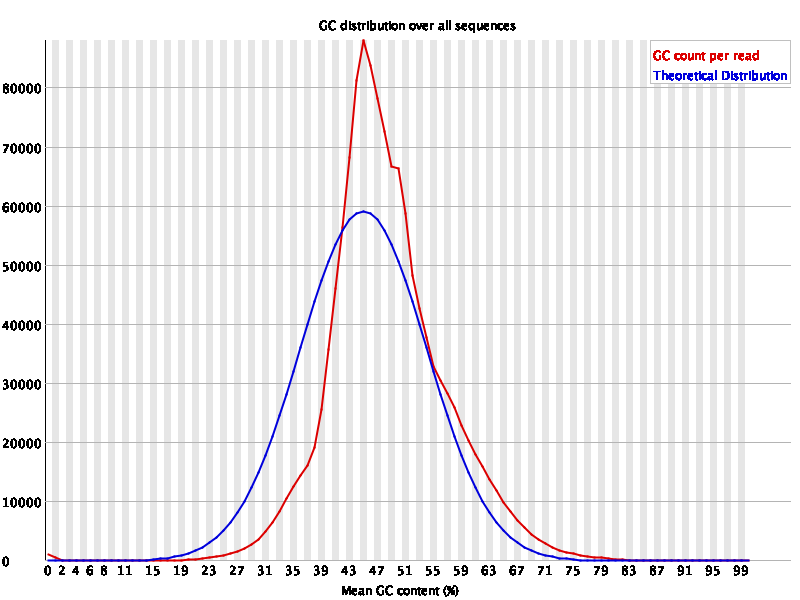 GC distribution over all sequences
GC count per read
Theoretical Distribution
80000
70000
60000
50000
40000
30000
20000
10000
0
0 2 4 6 8 11 15 19 23 27 31 35 39 43 47 51 55 59 63 67 71 75 79 83 87 91 95 99
Mean GC content (%)